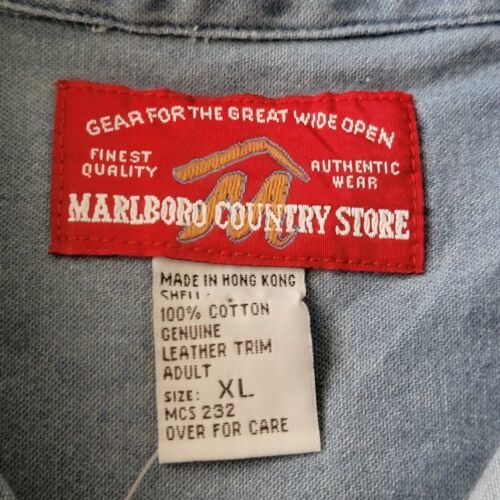 GEAR FOR THE GREAT WIDE OPEN
FINEST QUALITY
AUTHENTIC WEAR
M
MARLBORO COUNTRY STORE
MADE IN HONG KONG
SHELL:
100% COTTON
GENUINE
LEATHER TRIM
ADULT
SIZE: XL
MCS 232
OVER FOR CARE